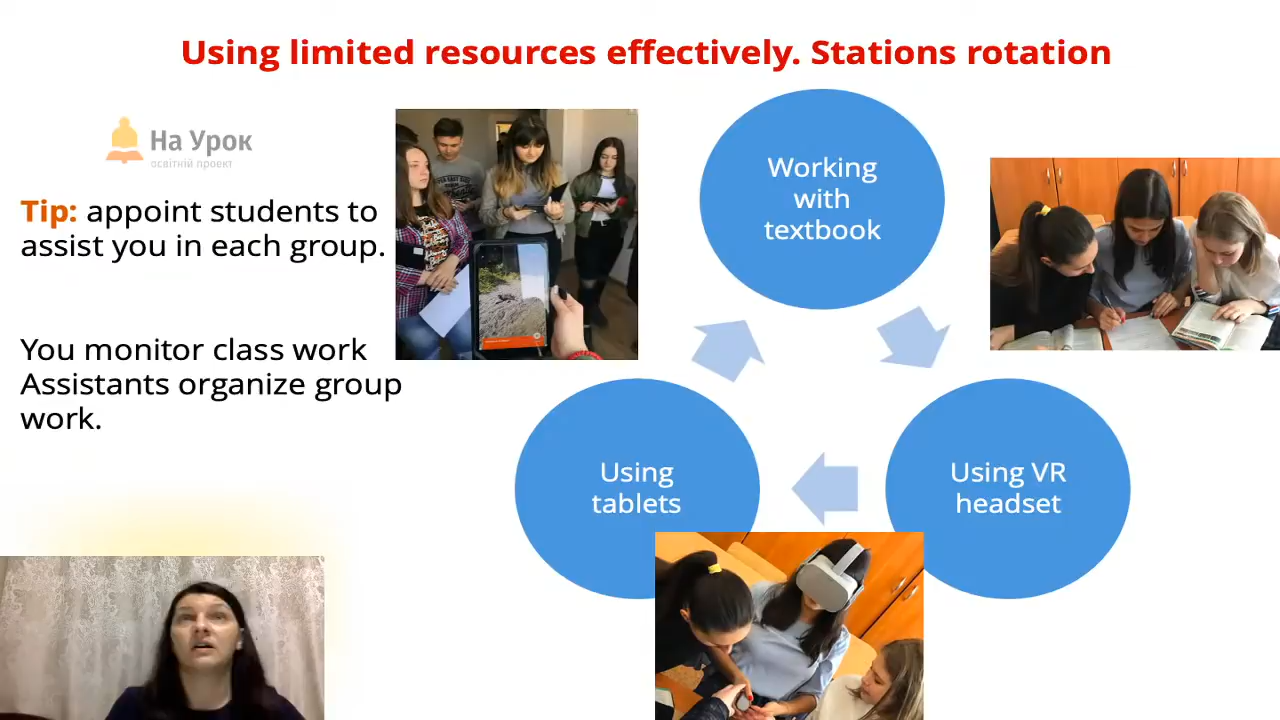 Using limited resources effectively. Stations rotation
На Урок
освітній проект
Tip: appoint students to
assist you in each group.
You monitor class work
Assistants organize group
work.
Working
with
textbook
Using VR
headset
Using
tablets